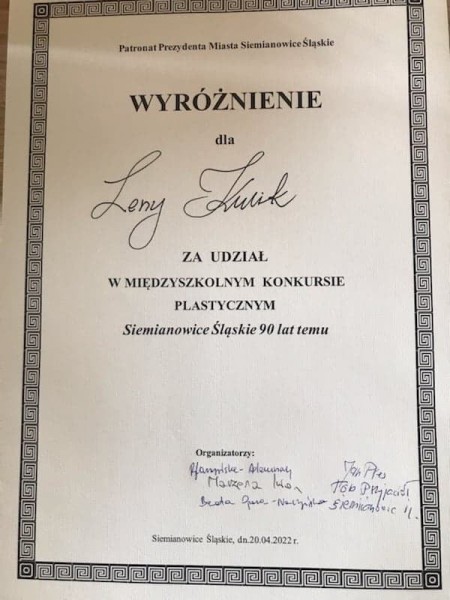 Patronat Prezydenta Miasta Siemianowice Śląskie
WYRÓŻNIENIE
dla
Leny Kulik
ZA UDZIAŁ
W MIĘDZYSZKOLNYM KONKURSIE
PLASTYCZNYM
Siemianowice Śląskie 90 lat temu
Organizatorzy:
Marzena
Beata
Siemianowice Śląskie, dn.20.04.2022 r.